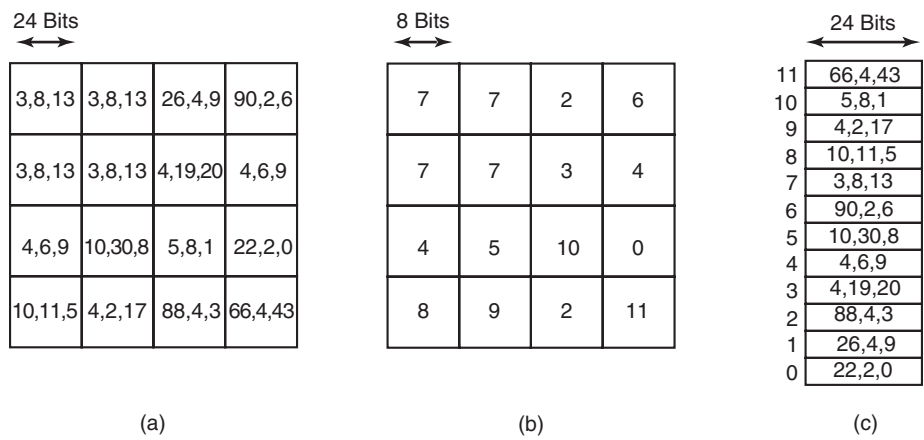 24 Bits
3,8,13 3,8,13 26,4,9 90,2,6
3,8,13 3,8,13 4,19,20 4,6,9
4,6,9 10,30,8 5,8,1 22,2,0
10,11,5 4,2,17 88,4,3 66,4,43
(a)
8 Bits
7 7 2 6
7 7 3 4
4 5 10 0
8 9 2 11
(b)
24 Bits
11 66,4,43
10 5,8,1
9 4,2,17
8 10,11,5
7 3,8,13
6 90,2,6
5 10,30,8
4 4,6,9
3 4,19,20
2 88,4,3
1 26,4,9
0 22,2,0
(c)